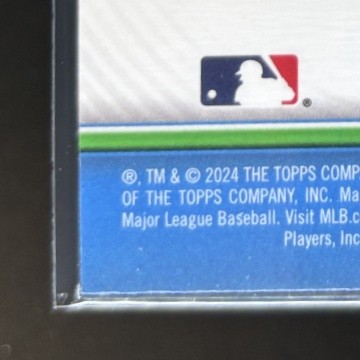 ®
®, TM & © 2024 THE TOPPS COMP
OF THE TOPPS COMPANY, INC. Ma
Major League Baseball. Visit MLB.c
Players, Inc